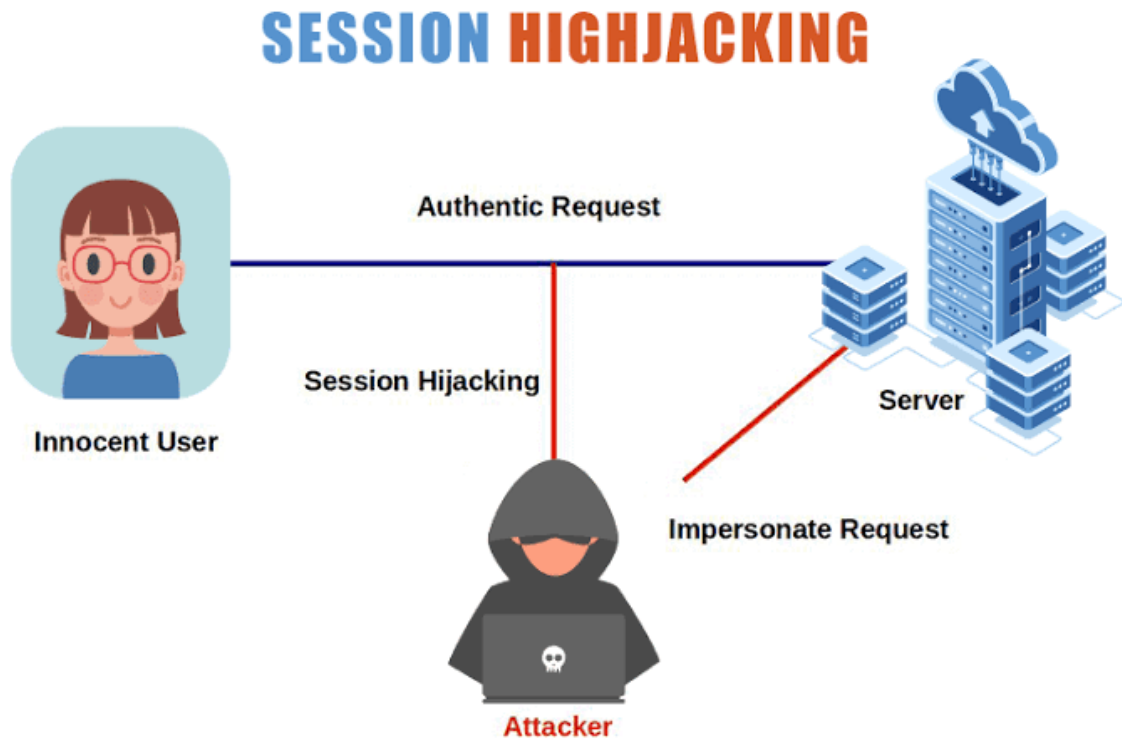 SESSION HIGHJACKING
Authentic Request
Session Hijacking
Server
Innocent User
Impersonate Request
Attacker